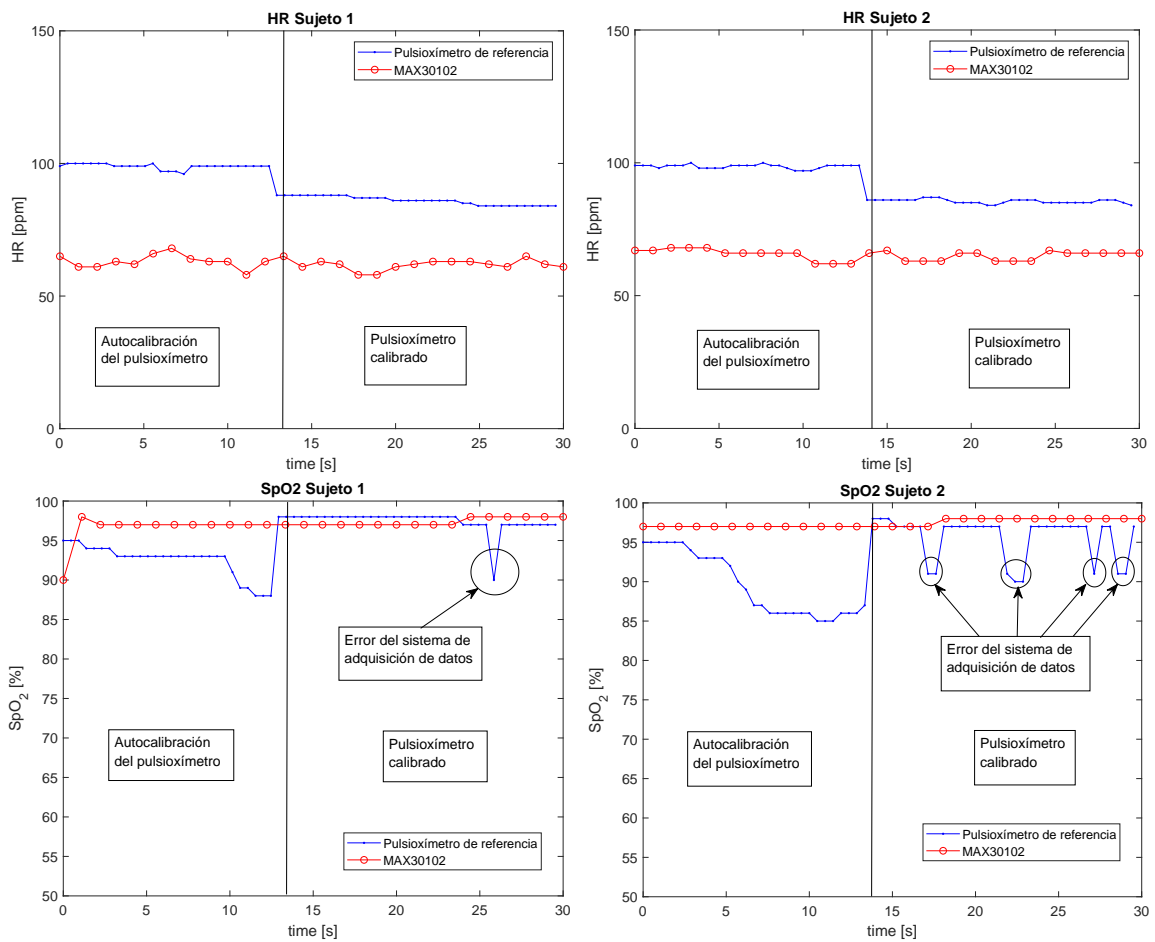 HR Sujeto 1
150
100
50
0
HR [ppm]
Pulsioxímetro de referencia
MAX30102
Autocalibración
del pulsioxímetro
Pulsioxímetro
calibrado
0 5 10 15 20 25 30
time [s]
HR Sujeto 2
150
100
50
0
HR [ppm]
Pulsioxímetro de referencia
MAX30102
Autocalibración
del pulsioxímetro
Pulsioxímetro
calibrado
0 5 10 15 20 25 30
time [s]
SpO2 Sujeto 1
100
95
90
85
80
75
70
65
60
55
50
SpO2 [%]
Error del sistema de
adquisición de datos
Autocalibración
del pulsioxímetro
Pulsioxímetro
calibrado
Pulsioxímetro de referencia
MAX30102
0 5 10 15 20 25 30
time [s]
SpO2 Sujeto 2
100
95
90
85
80
75
70
65
60
55
50
SpO2 [%]
Error del sistema de
adquisición de datos
Autocalibración
del pulsioxímetro
Pulsioxímetro
calibrado
Pulsioxímetro de referencia
MAX30102
0 5 10 15 20 25 30
time [s]